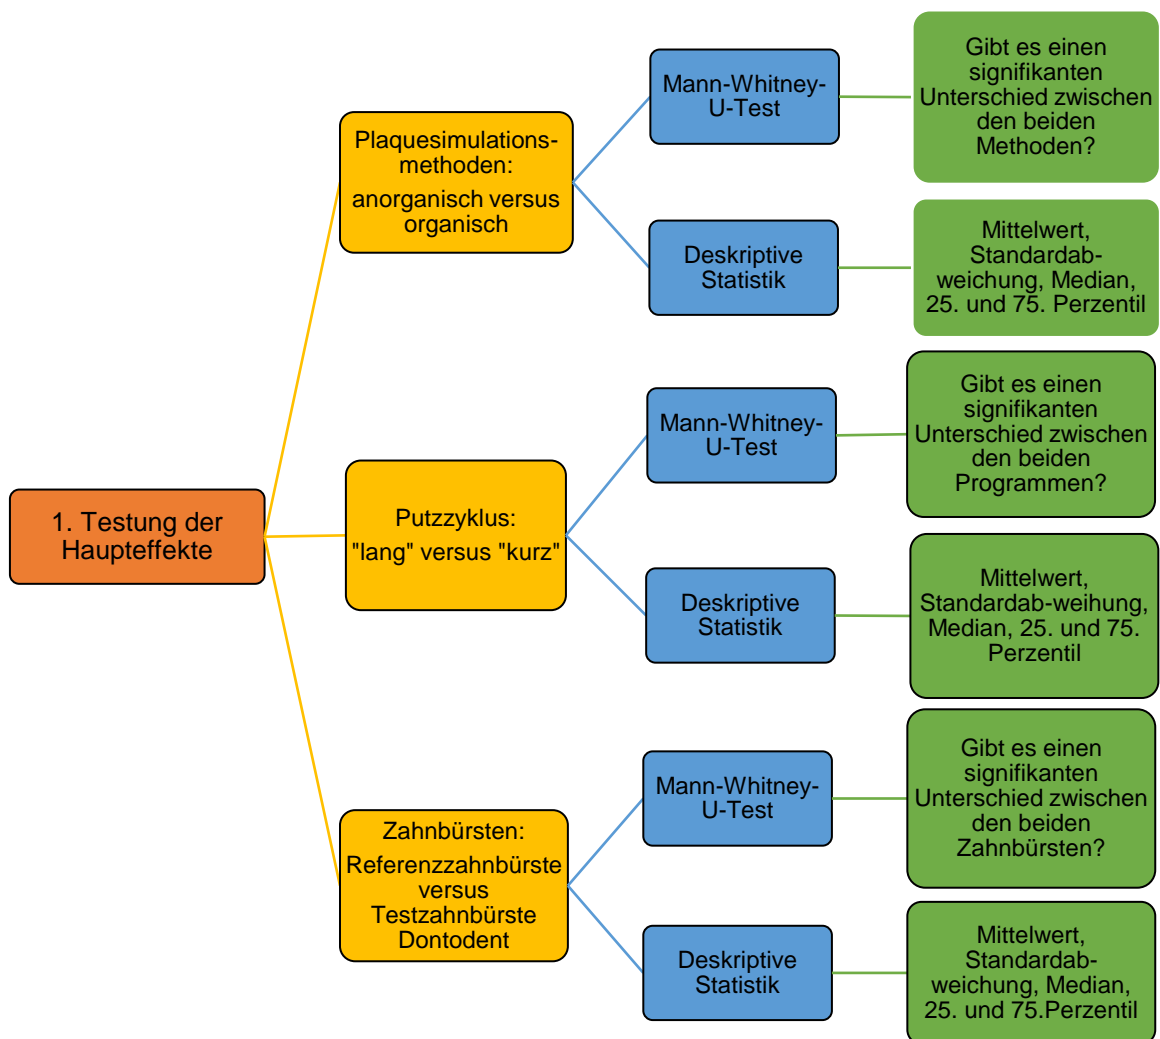 1. Testung der
Haupteffekte
Plaquesimulations-
methoden:
anorganisch versus
organisch
Mann-Whitney-
U-Test
Gibt es einen
signifikanten
Unterschied zwischen
den beiden
Methoden?
Deskriptive
Statistik
Mittelwert,
Standardab-
weichung, Median,
25. und 75. Perzentil
Putzzyklus:
"lang" versus "kurz"
Mann-Whitney-
U-Test
Gibt es einen
signifikanten
Unterschied zwischen
den beiden
Programmen?
Deskriptive
Statistik
Mittelwert,
Standardab-weihung,
Median, 25. und 75.
Perzentil
Zahnbürsten:
Referenzzahnbürste
versus
Testzahnbürste
Dontodent
Mann-Whitney-
U-Test
Gibt es einen
signifikanten
Unterschied zwischen
den beiden
Zahnbürsten?
Deskriptive
Statistik
Mittelwert,
Standardab-
weichung, Median,
25. und 75.Perzentil